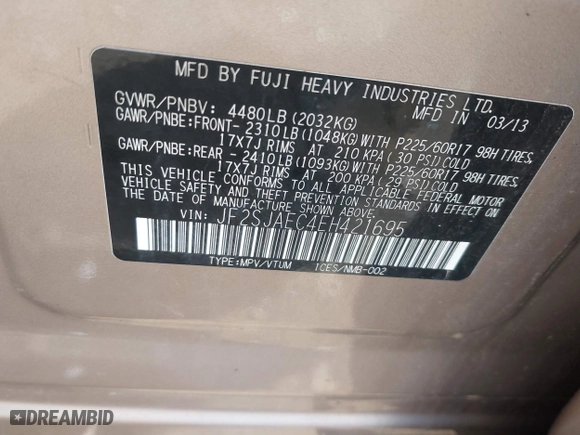 MFD BY FUJI HEAVY INDUSTRIES LTD.
GVWR/PNBV: 4480LB (2032KG) MFD IN 03/13
GAWR/PNBE:FRONT- 2310LB (1048KG) WITH P225/60R17 98H TIRES,
17X7J RIMS AT 210 KPA (30 PSI) COLD
GAWR/PNBE:REAR - 2410LB (1093KG) WITH P225/60R17 98H TIRES,
17X7J RIMS AT 200 KPA (29 PSI) COLD
THIS VEHICLE CONFORMS TO ALL APPLICABLE FEDERAL MOTOR
VEHICLE SAFETY AND THEFT PREVENTION STANDARDS IN EFFECT ON
THE DATE OF MANUFACTURE SHOWN ABOVE.
VIN: JF2SJAEC4EH421695
TYPE:MPV/VTUM ICES/NMB-002
DREAMBID